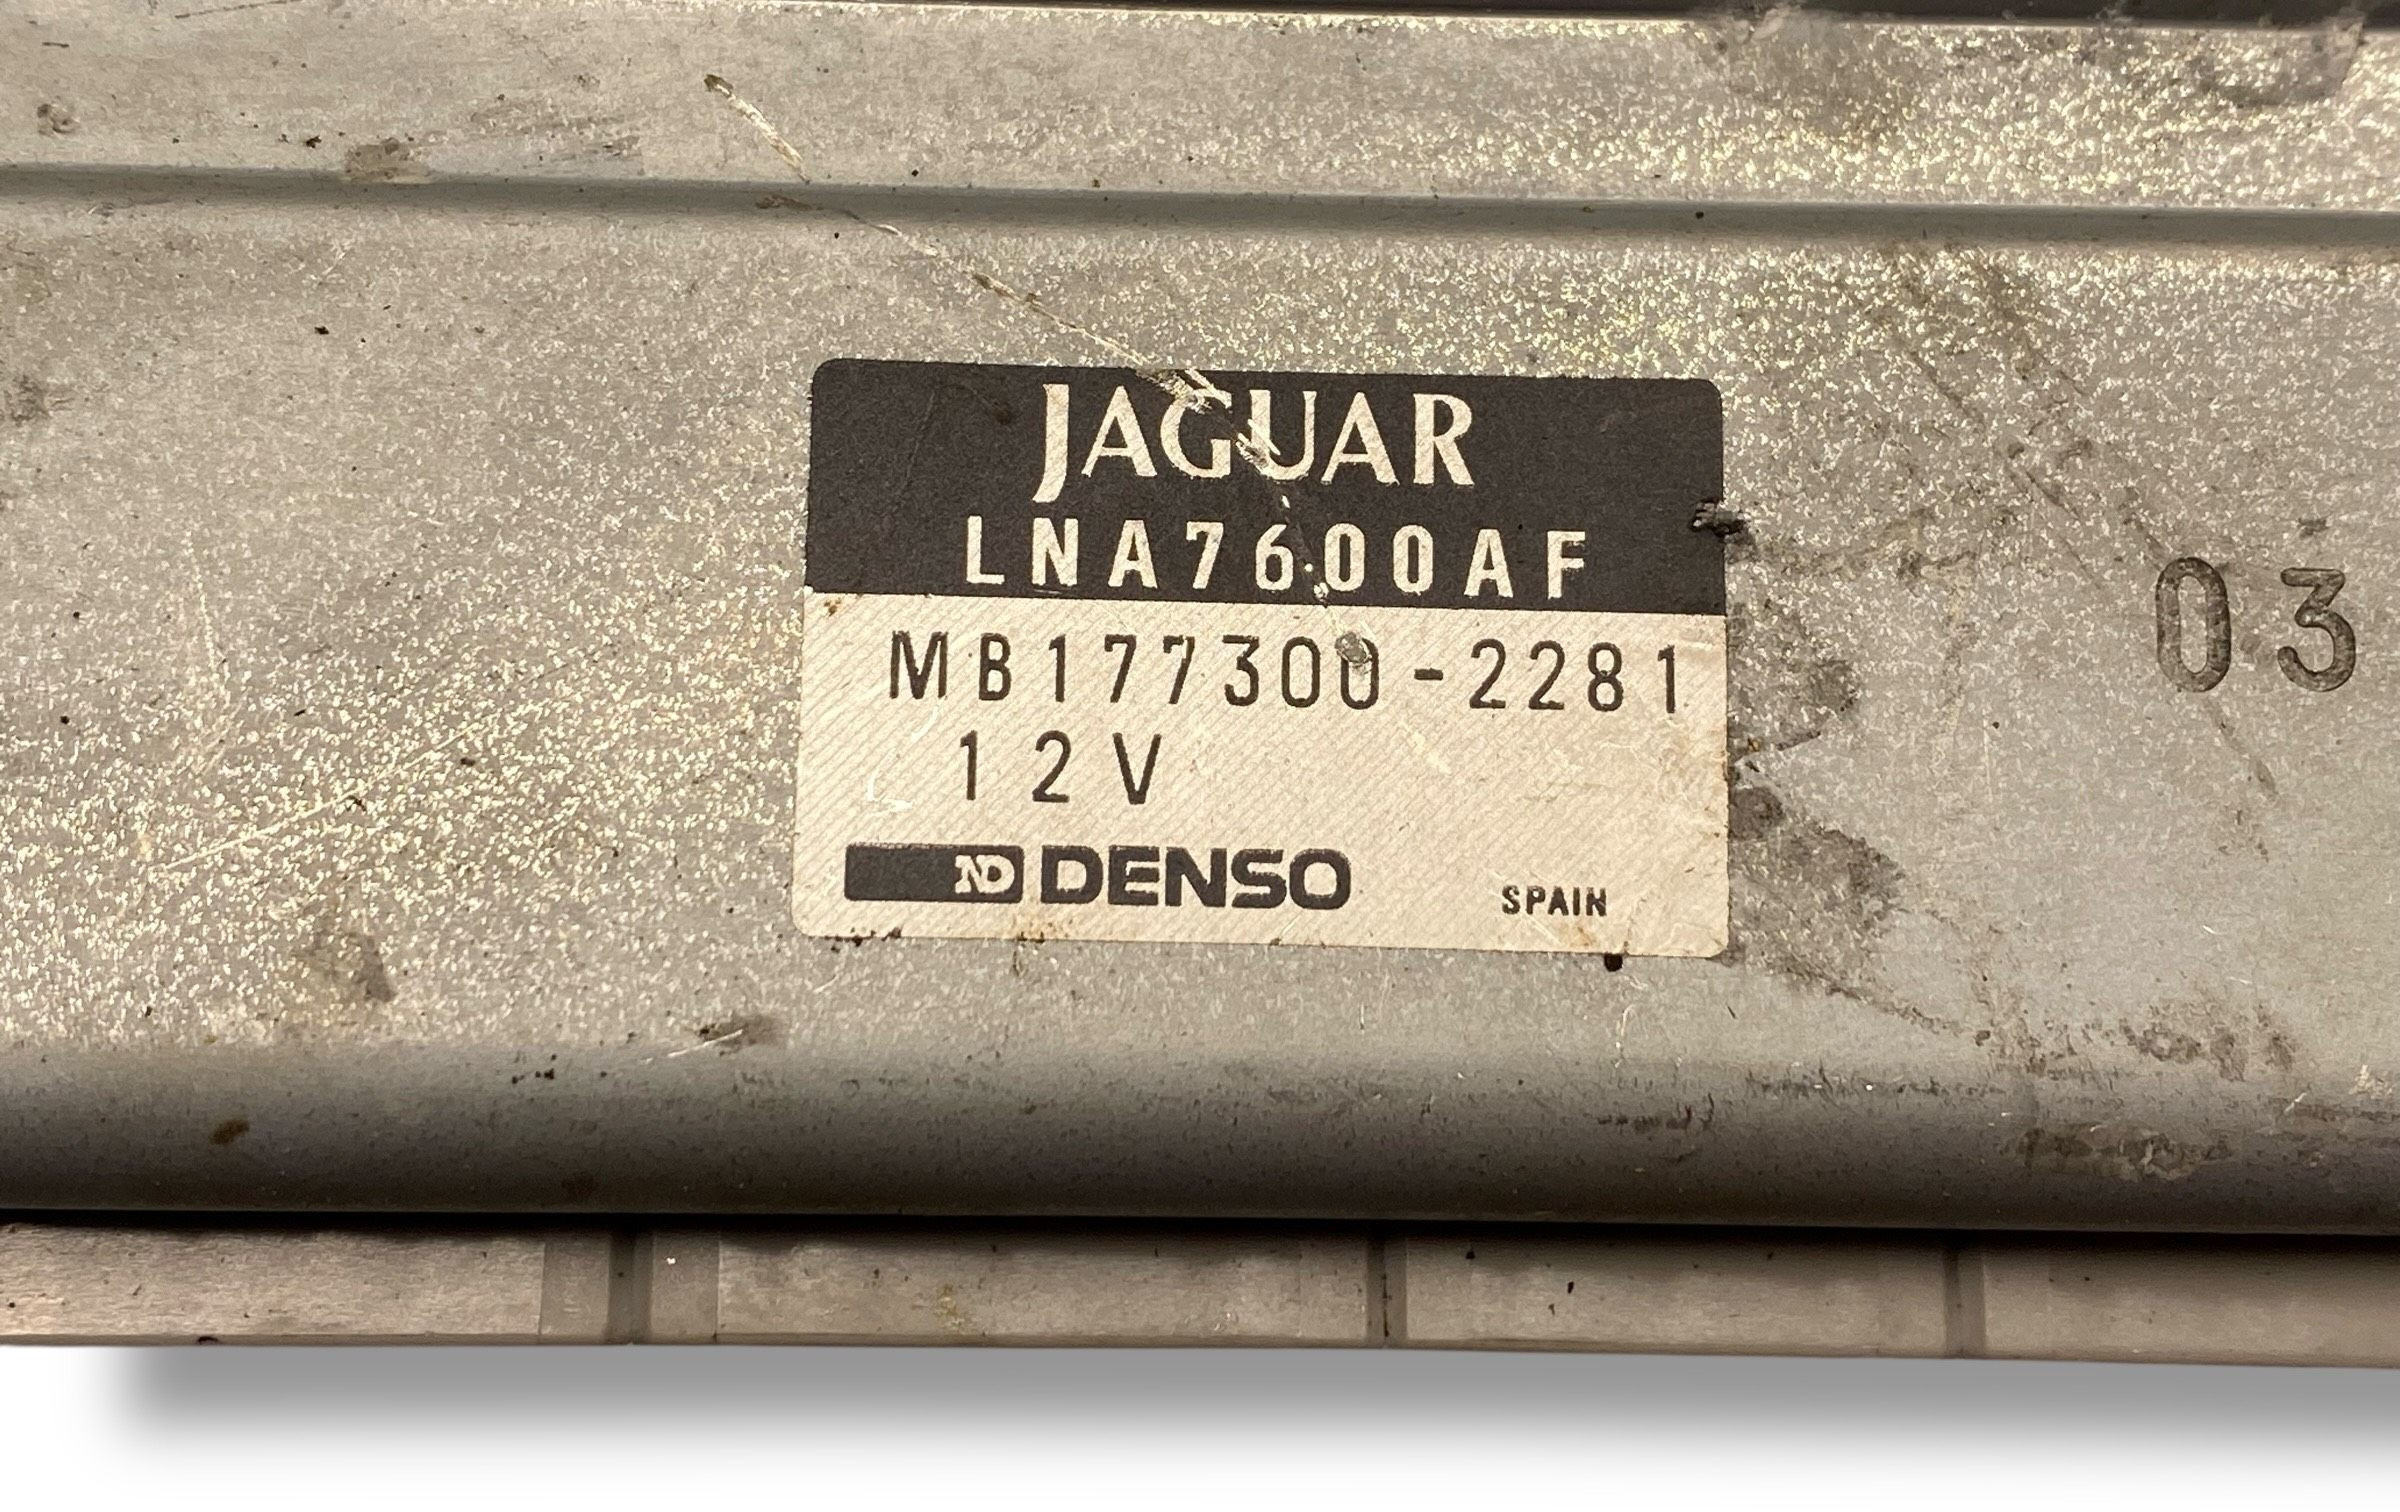 JAGUAR
LNA7600AF
MB177300-2281
12V
ND DENSO SPAIN
03